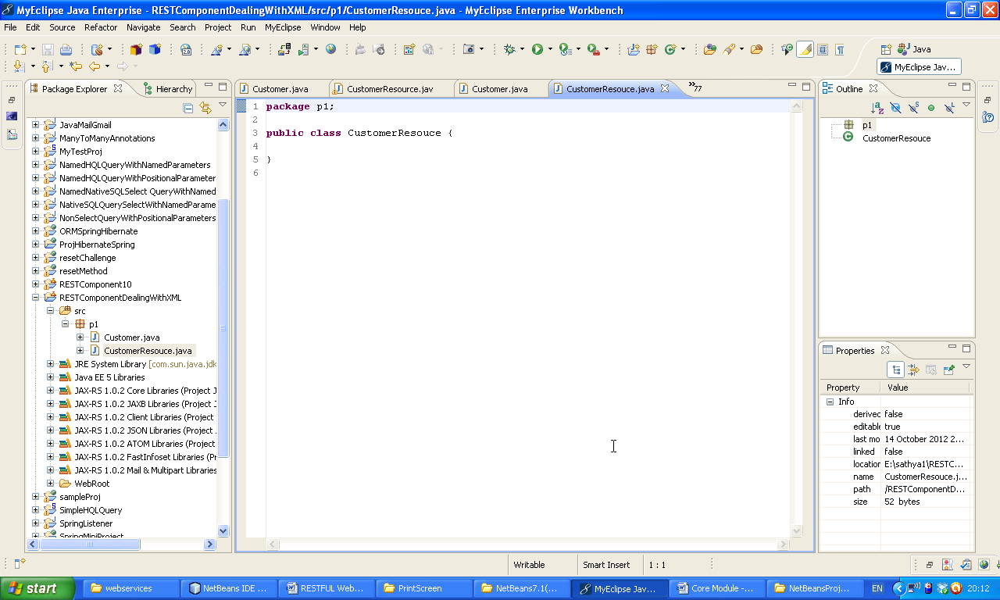 MyEclipse Java Enterprise - RESTComponentDealingWithXML/src/p1/CustomerResouce.java - MyEclipse Enterprise Workbench
File Edit Source Refactor Navigate Search Project Run MyEclipse Window Help
Java
MyEclipse Jav...
Package Explorer
Hierarchy
JavaMailGmail
ManyToManyAnnotations
MyTestProj
NamedHQLQueryWithNamedParameters
NamedHQLQueryWithPositionalParameter
NamedNativeSQLSelect QueryWithNamed
NativeSQLQuerySelectWithNamedParame
NonSelectQueryWithPositionalParameters
ORMSpringHibernate
ProjHibernateSpring
resetChallenge
resetMethod
RESTComponent10
RESTComponentDealingWithXML
src
p1
Customer.java
CustomerResouce.java
JRE System Library [com.sun.java.jdk
Java EE 5 Libraries
JAX-RS 1.0.2 Core Libraries (Project J
JAX-RS 1.0.2 JAXB Libraries (Project J
JAX-RS 1.0.2 Client Libraries (Project
JAX-RS 1.0.2 JSON Libraries (Project .
JAX-RS 1.0.2 ATOM Libraries (Project
JAX-RS 1.0.2 FastInfoset Libraries (Pr
JAX-RS 1.0.2 Mail & Multipart Libraries
WebRoot
sampleProj
SimpleHQLQuery
SpringListener
SpringMiniProject
Customer.java CustomerResource.jav Customer.java CustomerResouce.java »77
1 package p1;
2
3 public class CustomerResouce {
4
5 }
6
Outline
p1
CustomerResouce
Properties
Property Value
Info
derived false
editable true
last mo 14 October 2012 2...
linked false
location E:\sathya1\RESTC...
name CustomerResouce.j...
path /RESTComponentD...
size 52 bytes
Writable Smart Insert 1 : 1
start webservices NetBeans IDE ... RESTFUL Web... PrintScreen NetBeans7.1(... MyEclipse Jav... Core Module -... NetBeansProj... EN 20:12